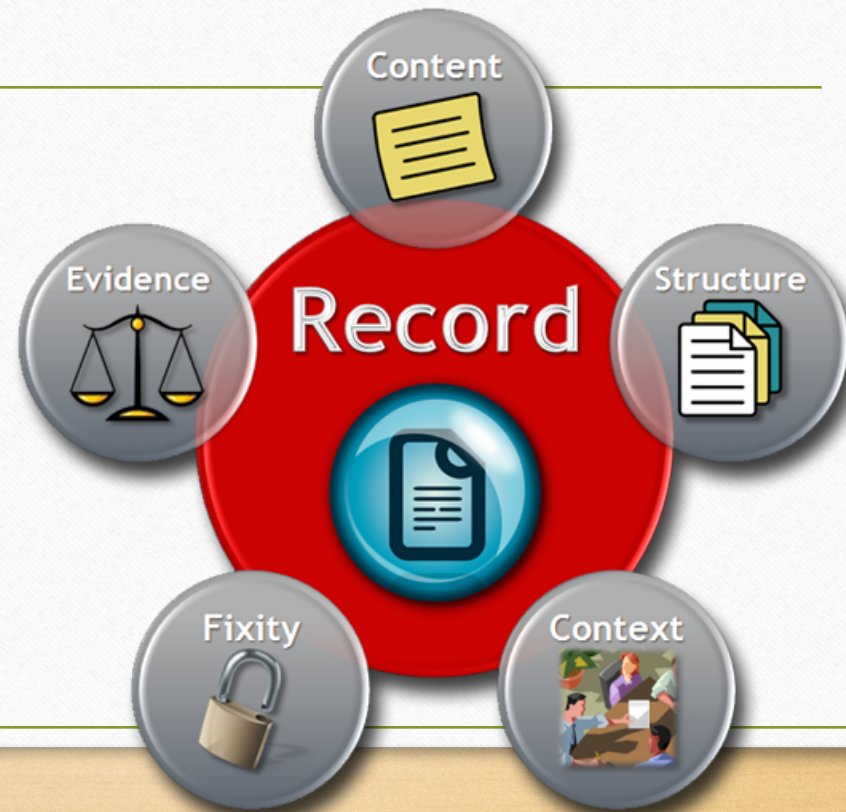 Content
Evidence
Structure
Record
Fixity
Context